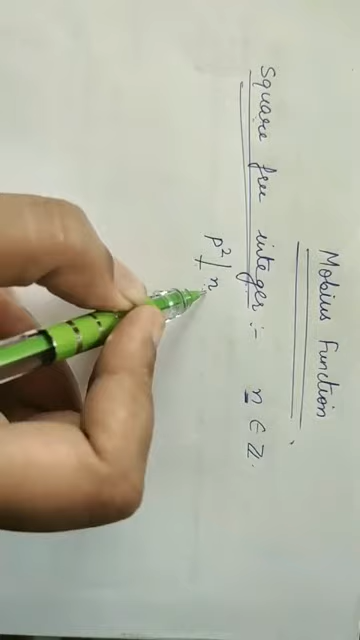 Mobius Function
Square free integer :- n ∈ ℤ.
p² ∤ n